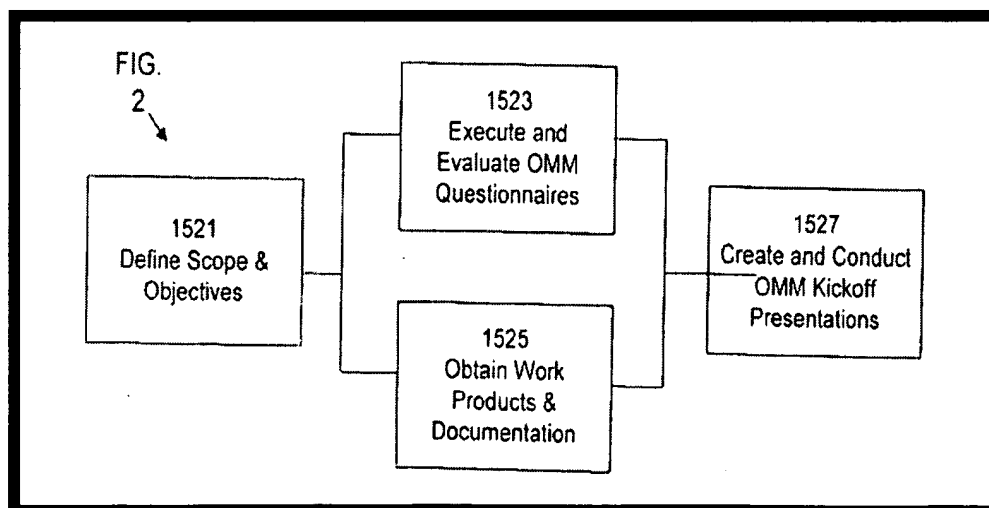 FIG.
2
1521
Define Scope &
Objectives
1523
Execute and
Evaluate OMM
Questionnaires
1525
Obtain Work
Products &
Documentation
1527
Create and Conduct
OMM Kickoff
Presentations